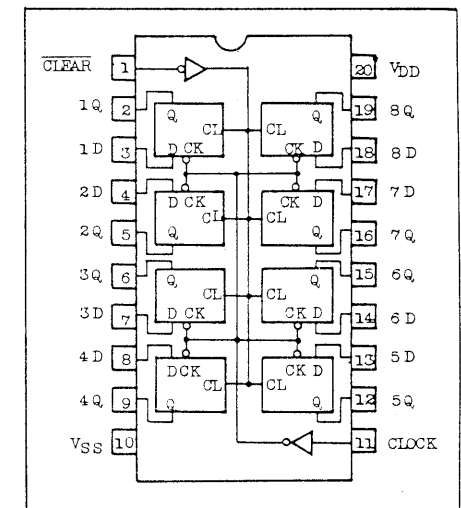 CLEAR 1 20 VDD
1Q 2 Q Q 19 8Q
CL CL
1D 3 D CK CK D 18 8D
2D 4 D CK CK D 17 7D
CL CL
2Q 5 Q Q 16 7Q
3Q 6 Q Q 15 6Q
CL CL
3D 7 D CK CK D 14 6D
4D 8 DCK CK D 13 5D
CL CL
4Q 9 Q Q 12 5Q
VSS 10 11 CLOCK